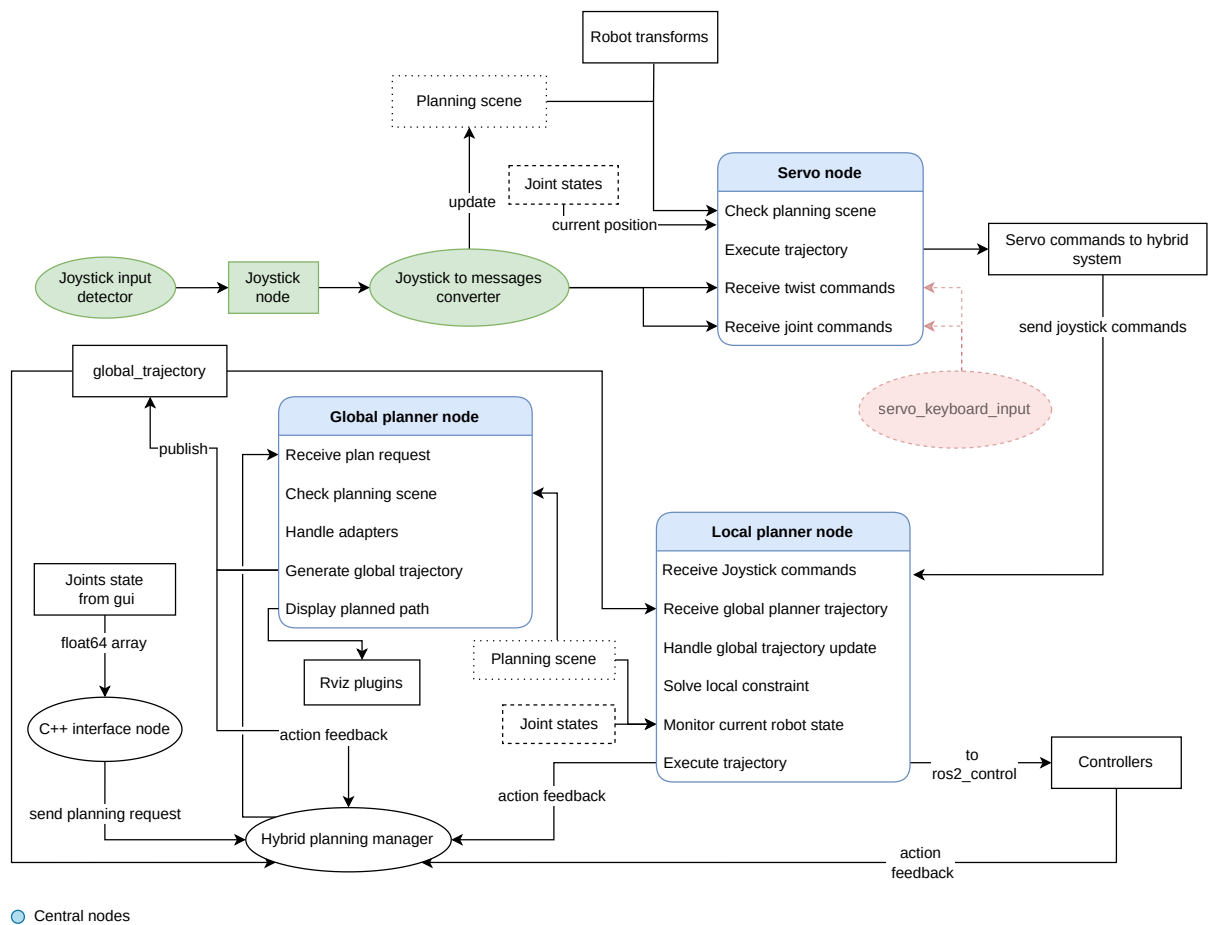 Robot transforms
Planning scene
Joint states
update
current position
Servo node
Check planning scene
Execute trajectory
Receive twist commands
Receive joint commands
Servo commands to hybrid
system
Joystick input
detector
Joystick
node
Joystick to messages
converter
send joystick commands
servo_keyboard_input
global_trajectory
publish
Global planner node
Receive plan request
Check planning scene
Handle adapters
Generate global trajectory
Display planned path
Local planner node
Receive Joystick commands
Receive global planner trajectory
Handle global trajectory update
Solve local constraint
Monitor current robot state
Execute trajectory
Joints state
from gui
float64 array
C++ interface node
send planning request
Rviz plugins
Planning scene
Joint states
action feedback
action feedback
Hybrid planning manager
to
ros2_control
Controllers
action
feedback
Central nodes